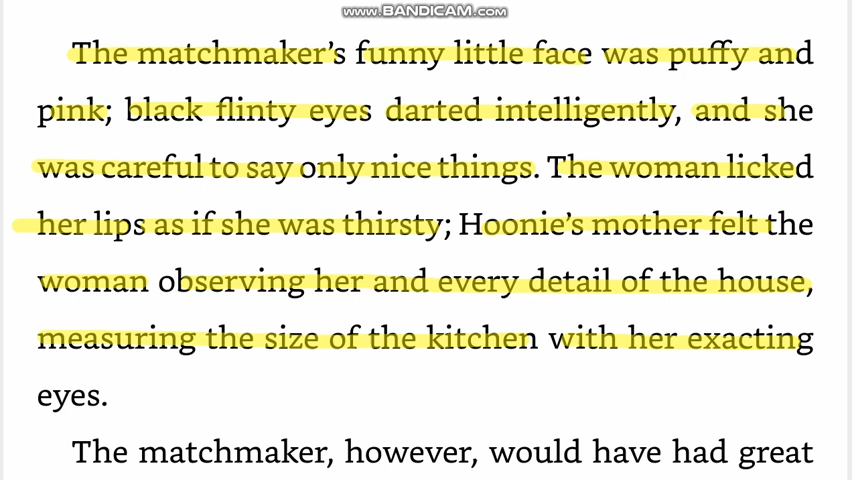 www.BANDICAM.com
The matchmaker’s funny little face was puffy and
pink; black flinty eyes darted intelligently, and she
was careful to say only nice things. The woman licked
her lips as if she was thirsty; Hoonie’s mother felt the
woman observing her and every detail of the house,
measuring the size of the kitchen with her exacting
eyes.
The matchmaker, however, would have had great